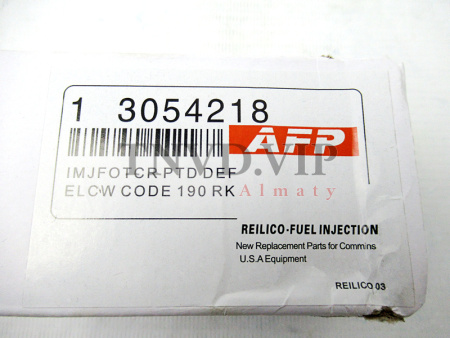 1 3054218
AFP
TNVD.VIP
IMJFOTCR-PTD DEF
ELCW CODE 190 RK
Almaty
REILICO-FUEL INJECTION
New Replacement Parts for Commins
U.S.A Equipment
REILICO 03